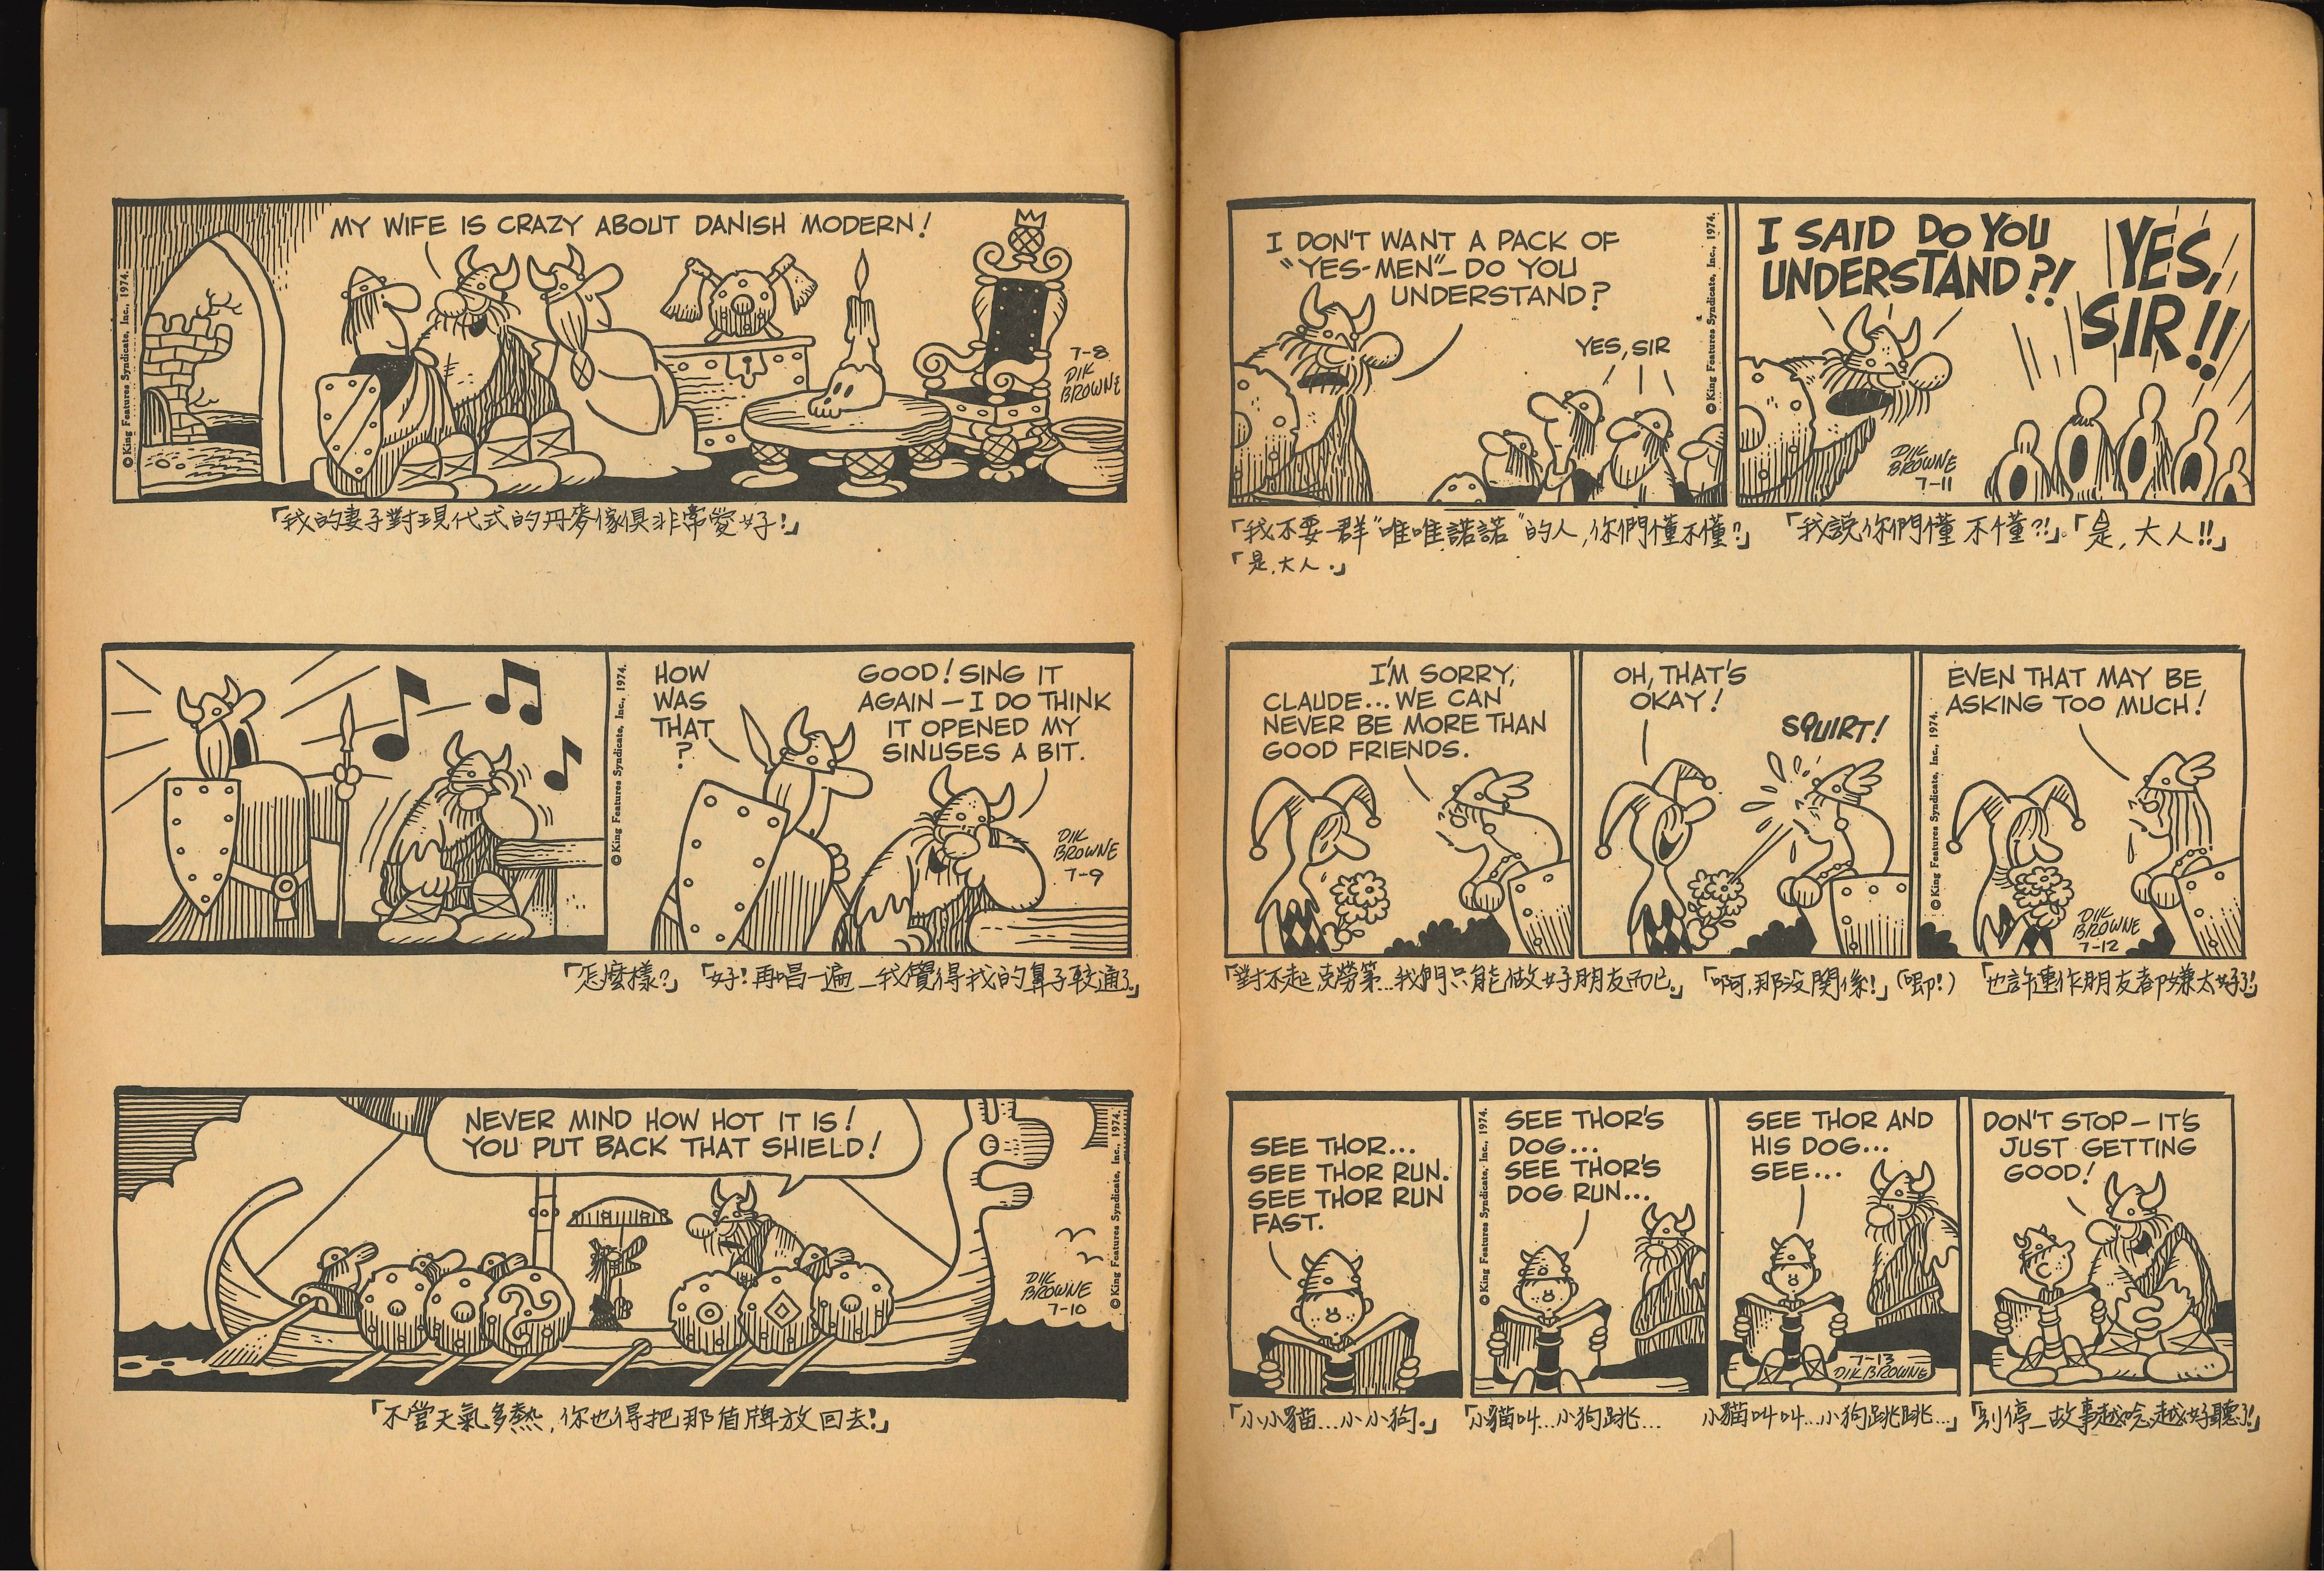 MY WIFE IS CRAZY ABOUT DANISH MODERN!
© King Features Syndicate, Inc., 1974.
7-8
DIK
BROWNE
「我的妻子對現代式的丹麥傢俱非常愛好!」
HOW
WAS
THAT
?
GOOD! SING IT
AGAIN — I DO THINK
IT OPENED MY
SINUSES A BIT.
© King Features Syndicate, Inc., 1974.
DIK
BROWNE
7-9
「怎麼樣?」「好!再唱一遍—我覺得我的鼻子較通了。」
NEVER MIND HOW HOT IT IS!
YOU PUT BACK THAT SHIELD!
DIK
BROWNE
7-10
© King Features Syndicate, Inc., 1974.
「不管天氣多熱,你也得把那盾牌放回去!」
I DON'T WANT A PACK OF
"YES-MEN"— DO YOU
UNDERSTAND?
YES, SIR
© King Features Syndicate, Inc., 1974.
I SAID DO YOU
UNDERSTAND?!
YES,
SIR!!
DIK
BROWNE
7-11
「我不要一群"唯唯諾諾"的人,你們懂不懂?」
「是,大人。」
「我說你們懂不懂?!」「是,大人!!」
I'M SORRY,
CLAUDE... WE CAN
NEVER BE MORE THAN
GOOD FRIENDS.
OH, THAT'S
OKAY!
SQUIRT!
EVEN THAT MAY BE
ASKING TOO MUCH!
© King Features Syndicate, Inc., 1974.
DIK
BROWNE
7-12
「對不起,克勞第...我們只能做好朋友而已。」「啊,那沒關係!」(唧!)「也許連作朋友都嫌太好了!」
SEE THOR...
SEE THOR RUN.
SEE THOR RUN
FAST.
© King Features Syndicate, Inc., 1974.
SEE THOR'S
DOG...
SEE THOR'S
DOG RUN...
SEE THOR AND
HIS DOG...
SEE...
7-13
DIK BROWNE
DON'T STOP — IT'S
JUST GETTING
GOOD!
「小小貓...小小狗。」「小貓叫...小狗跳... 小貓叫叫...小狗跳跳...」「別停—故事越唸越好聽了!」